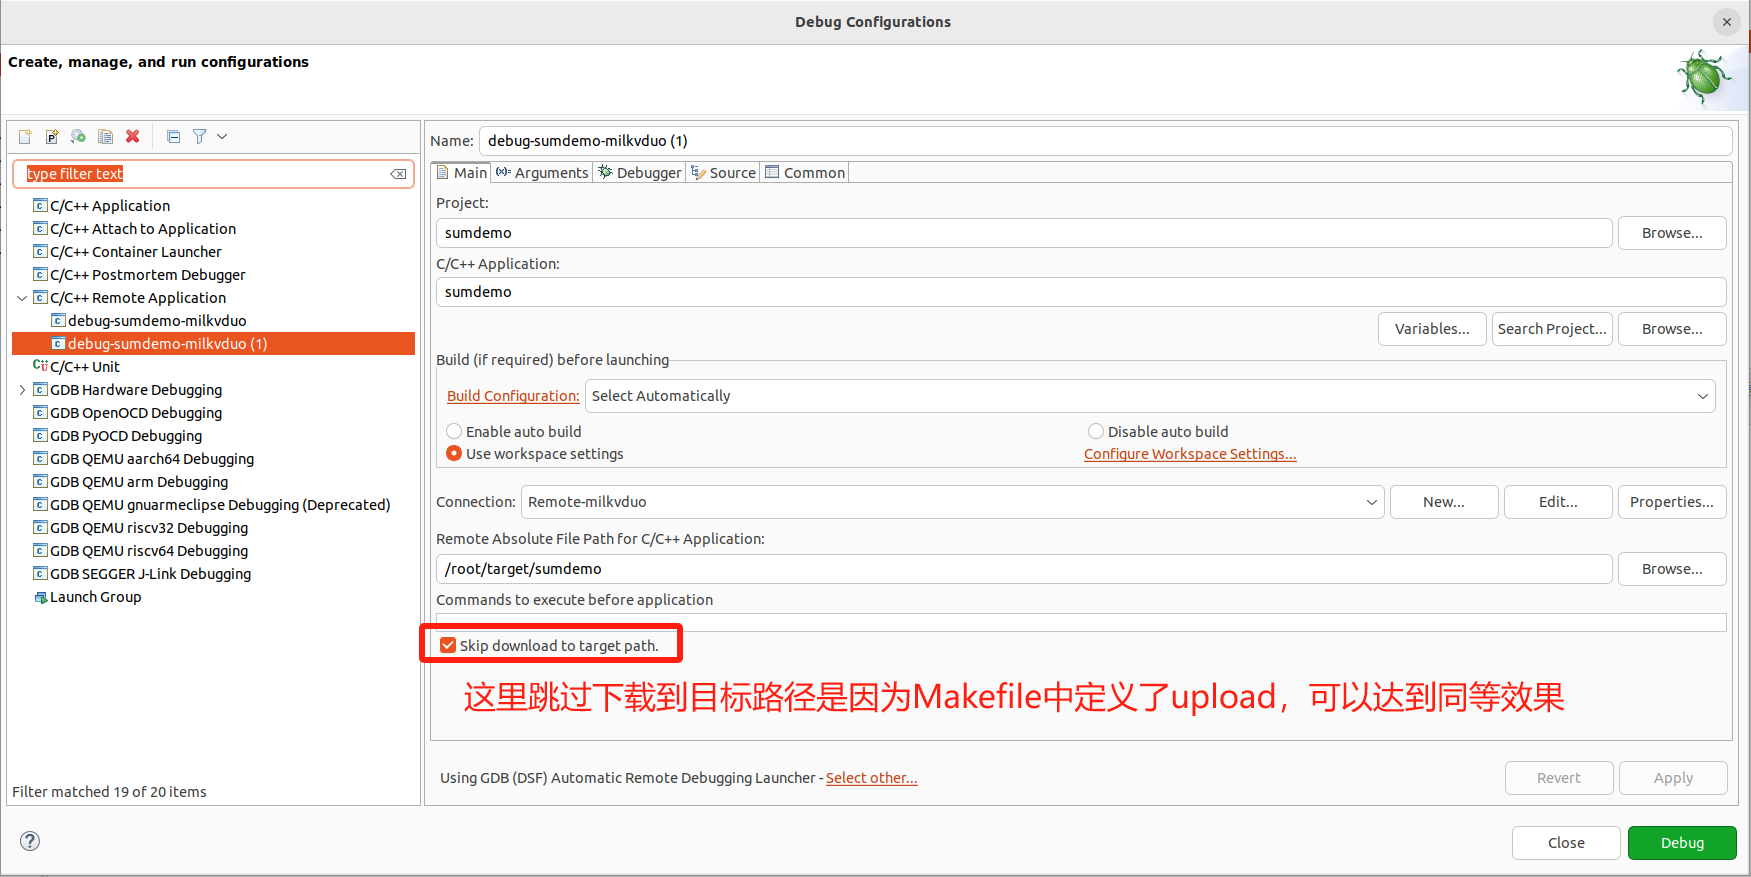 Debug Configurations
Create, manage, and run configurations
type filter text
C/C++ Application
C/C++ Attach to Application
C/C++ Container Launcher
C/C++ Postmortem Debugger
C/C++ Remote Application
debug-sumdemo-milkvduo
debug-sumdemo-milkvduo (1)
C/C++ Unit
GDB Hardware Debugging
GDB OpenOCD Debugging
GDB PyOCD Debugging
GDB QEMU aarch64 Debugging
GDB QEMU arm Debugging
GDB QEMU gnuarmeclipse Debugging (Deprecated)
GDB QEMU riscv32 Debugging
GDB QEMU riscv64 Debugging
GDB SEGGER J-Link Debugging
Launch Group
Filter matched 19 of 20 items
Name: debug-sumdemo-milkvduo (1)
Main Arguments Debugger Source Common
Project:
sumdemo Browse...
C/C++ Application:
sumdemo
Variables... Search Project... Browse...
Build (if required) before launching
Build Configuration: Select Automatically
Enable auto build Disable auto build
Use workspace settings Configure Workspace Settings...
Connection: Remote-milkvduo New... Edit... Properties...
Remote Absolute File Path for C/C++ Application:
/root/target/sumdemo Browse...
Commands to execute before application
Skip download to target path.
这里跳过下载到目标路径是因为Makefile中定义了upload，可以达到同等效果
Using GDB (DSF) Automatic Remote Debugging Launcher - Select other...
Revert Apply
Close Debug